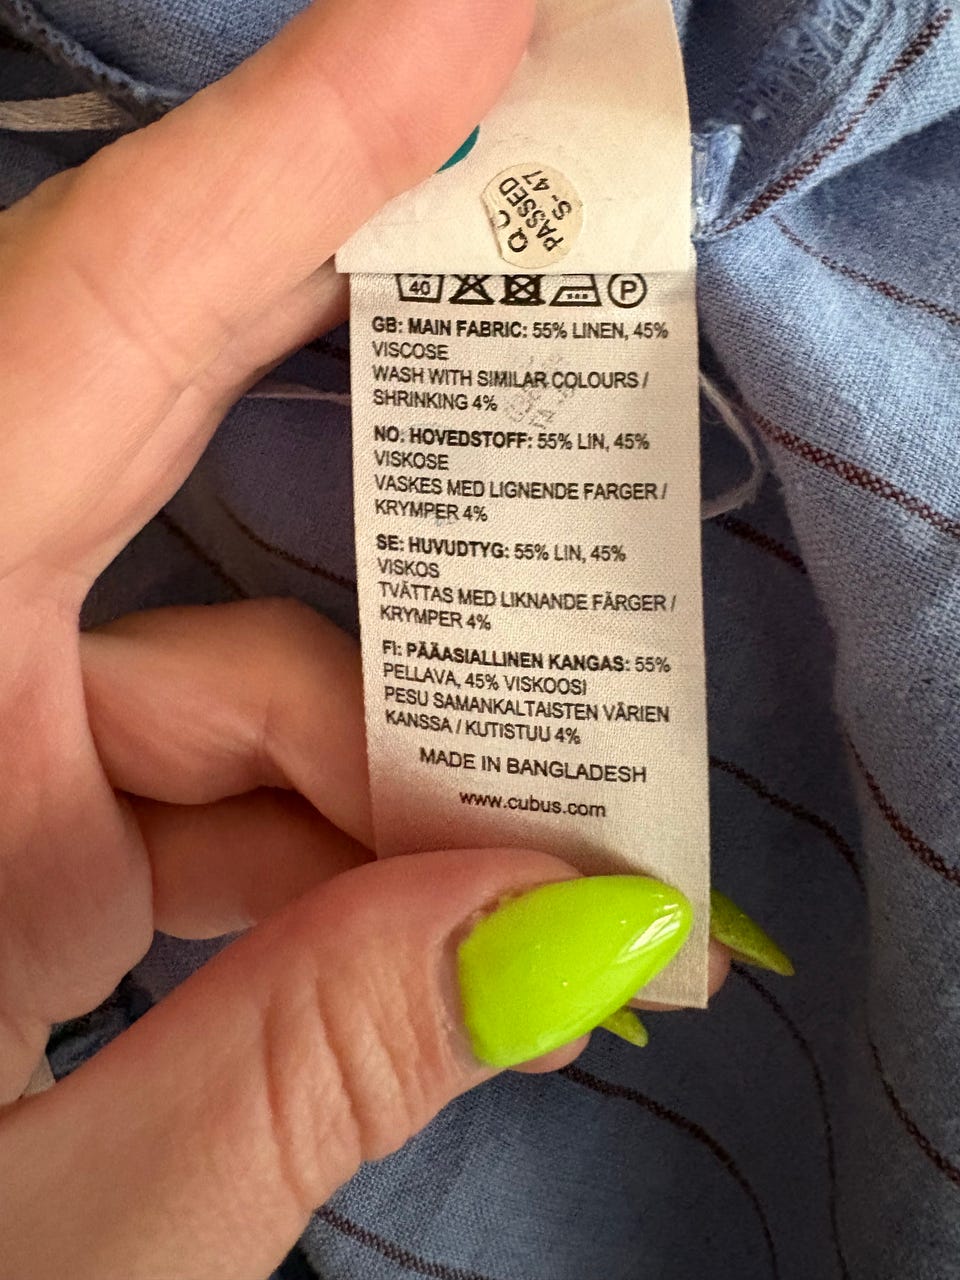 Q C
PASSED
S-47
40 P
GB: MAIN FABRIC: 55% LINEN, 45%
VISCOSE
WASH WITH SIMILAR COLOURS /
SHRINKING 4%
NO: HOVEDSTOFF: 55% LIN, 45%
VISKOSE
VASKES MED LIGNENDE FARGER /
KRYMPER 4%
SE: HUVUDTYG: 55% LIN, 45%
VISKOS
TVÄTTAS MED LIKNANDE FÄRGER /
KRYMPER 4%
FI: PÄÄASIALLINEN KANGAS: 55%
PELLAVA, 45% VISKOOSI
PESU SAMANKALTAISTEN VÄRIEN
KANSSA / KUTISTUU 4%
MADE IN BANGLADESH
www.cubus.com